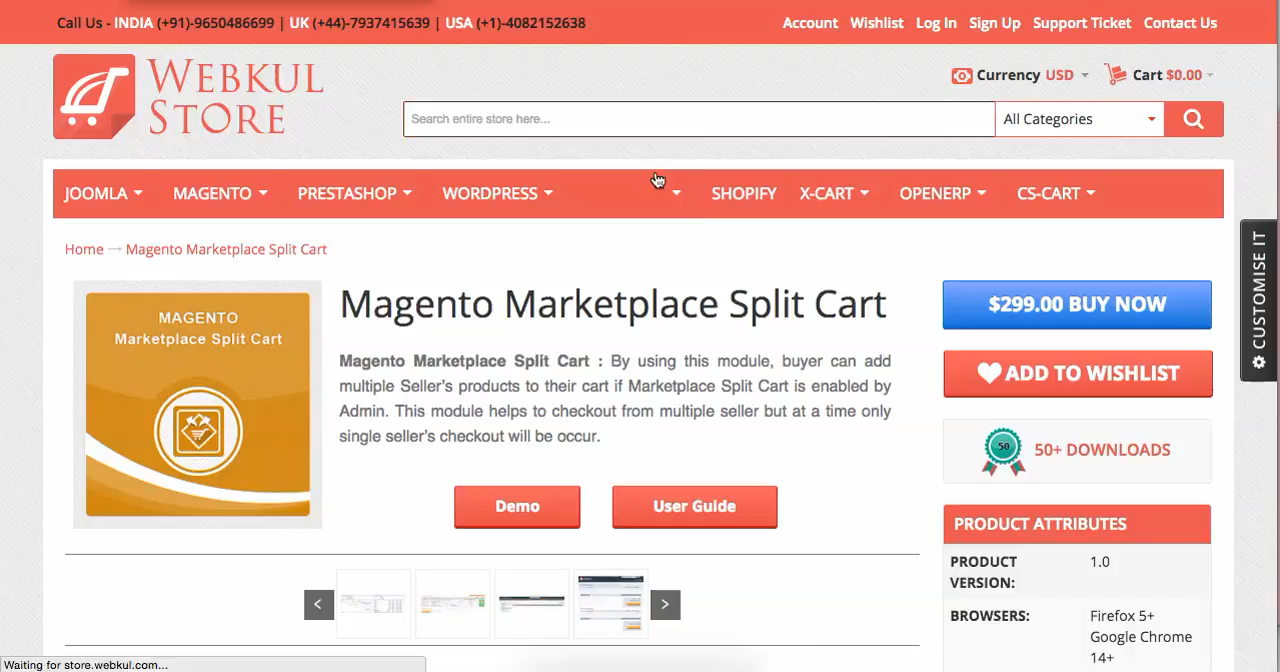 Call Us - INDIA (+91)-9650486699 | UK (+44)-7937415639 | USA (+1)-4082152638
Account Wishlist Log In Sign Up Support Ticket Contact Us
WEBKUL
STORE
Currency USD Cart $0.00
Search entire store here...
All Categories
JOOMLA MAGENTO PRESTASHOP WORDPRESS SHOPIFY X-CART OPENERP CS-CART
CUSTOMISE IT
Home → Magento Marketplace Split Cart
MAGENTO
Marketplace Split Cart
Magento Marketplace Split Cart
Magento Marketplace Split Cart : By using this module, buyer can add
multiple Seller's products to their cart if Marketplace Split Cart is enabled by
Admin. This module helps to checkout from multiple seller but at a time only
single seller's checkout will be occur.
Demo
User Guide
$299.00 BUY NOW
ADD TO WISHLIST
50
50+ DOWNLOADS
PRODUCT ATTRIBUTES
PRODUCT VERSION: 1.0
BROWSERS: Firefox 5+
Google Chrome
14+
Waiting for store.webkul.com...